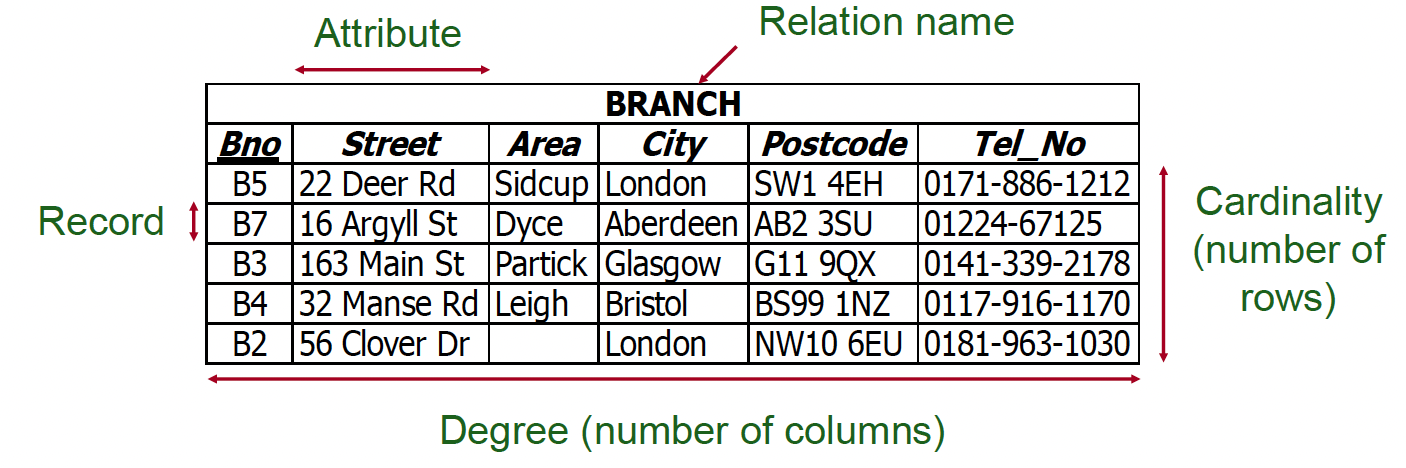 Attribute
Relation name
BRANCH
Bno Street Area City Postcode Tel_No
B5 22 Deer Rd Sidcup London SW1 4EH 0171-886-1212
Record
B7 16 Argyll St Dyce Aberdeen AB2 3SU 01224-67125
B3 163 Main St Partick Glasgow G11 9QX 0141-339-2178
B4 32 Manse Rd Leigh Bristol BS99 1NZ 0117-916-1170
B2 56 Clover Dr London NW10 6EU 0181-963-1030
Cardinality
(number of
rows)
Degree (number of columns)